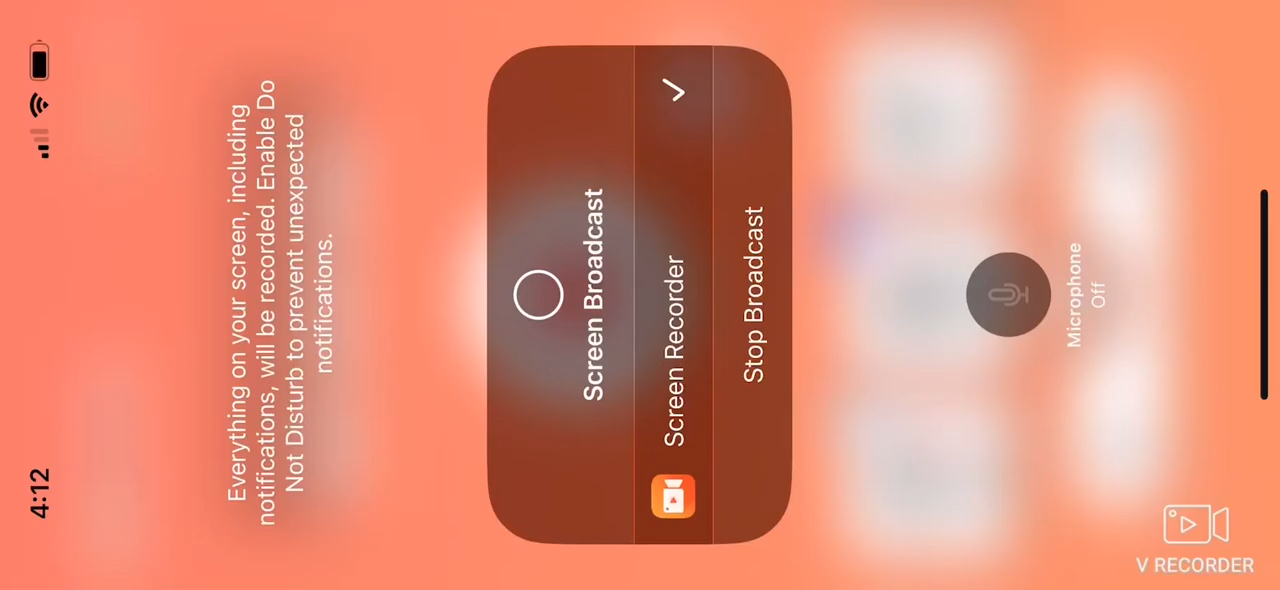 4:12
Everything on your screen, including
notifications, will be recorded. Enable Do
Not Disturb to prevent unexpected
notifications.
Screen Broadcast
Screen Recorder
Stop Broadcast
Microphone
Off
V RECORDER